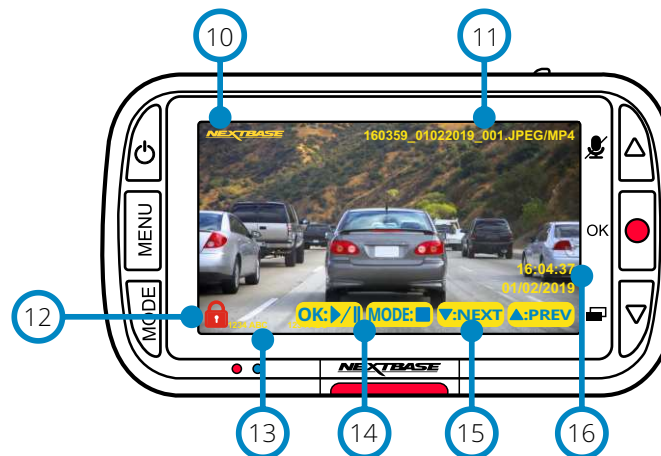 10
11
NEXTBASE
160359_01022019_001.JPEG/MP4
MENU
OK
16:04:37
01/02/2019
MODE
12
OK: MODE: :NEXT :PREV
NEXTBASE
13
14
15
16